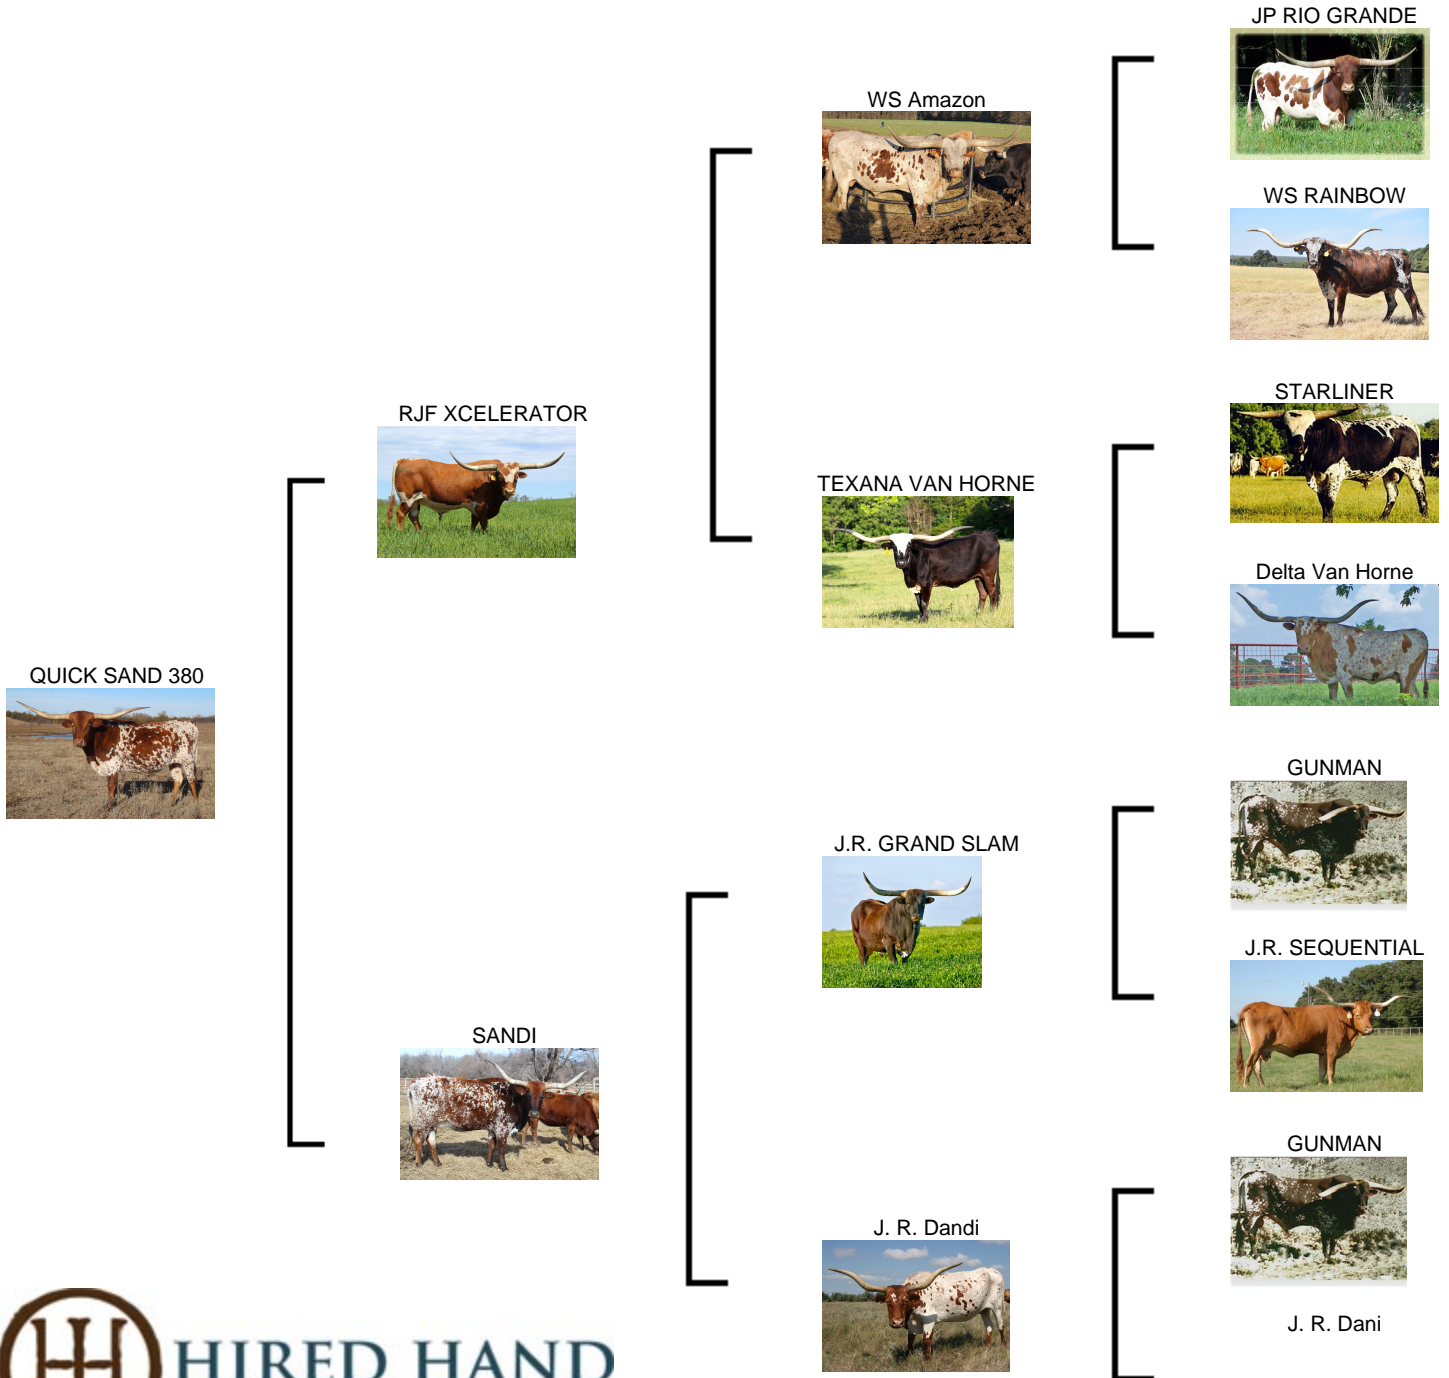 JP RIO GRANDE
WS Amazon
WS RAINBOW
STARLINER
RJF XCELERATOR
TEXANA VAN HORNE
Delta Van Horne
QUICK SAND 380
GUNMAN
J.R. GRAND SLAM
J.R. SEQUENTIAL
SANDI
GUNMAN
J. R. Dandi
J. R. Dani
HIRED HAND